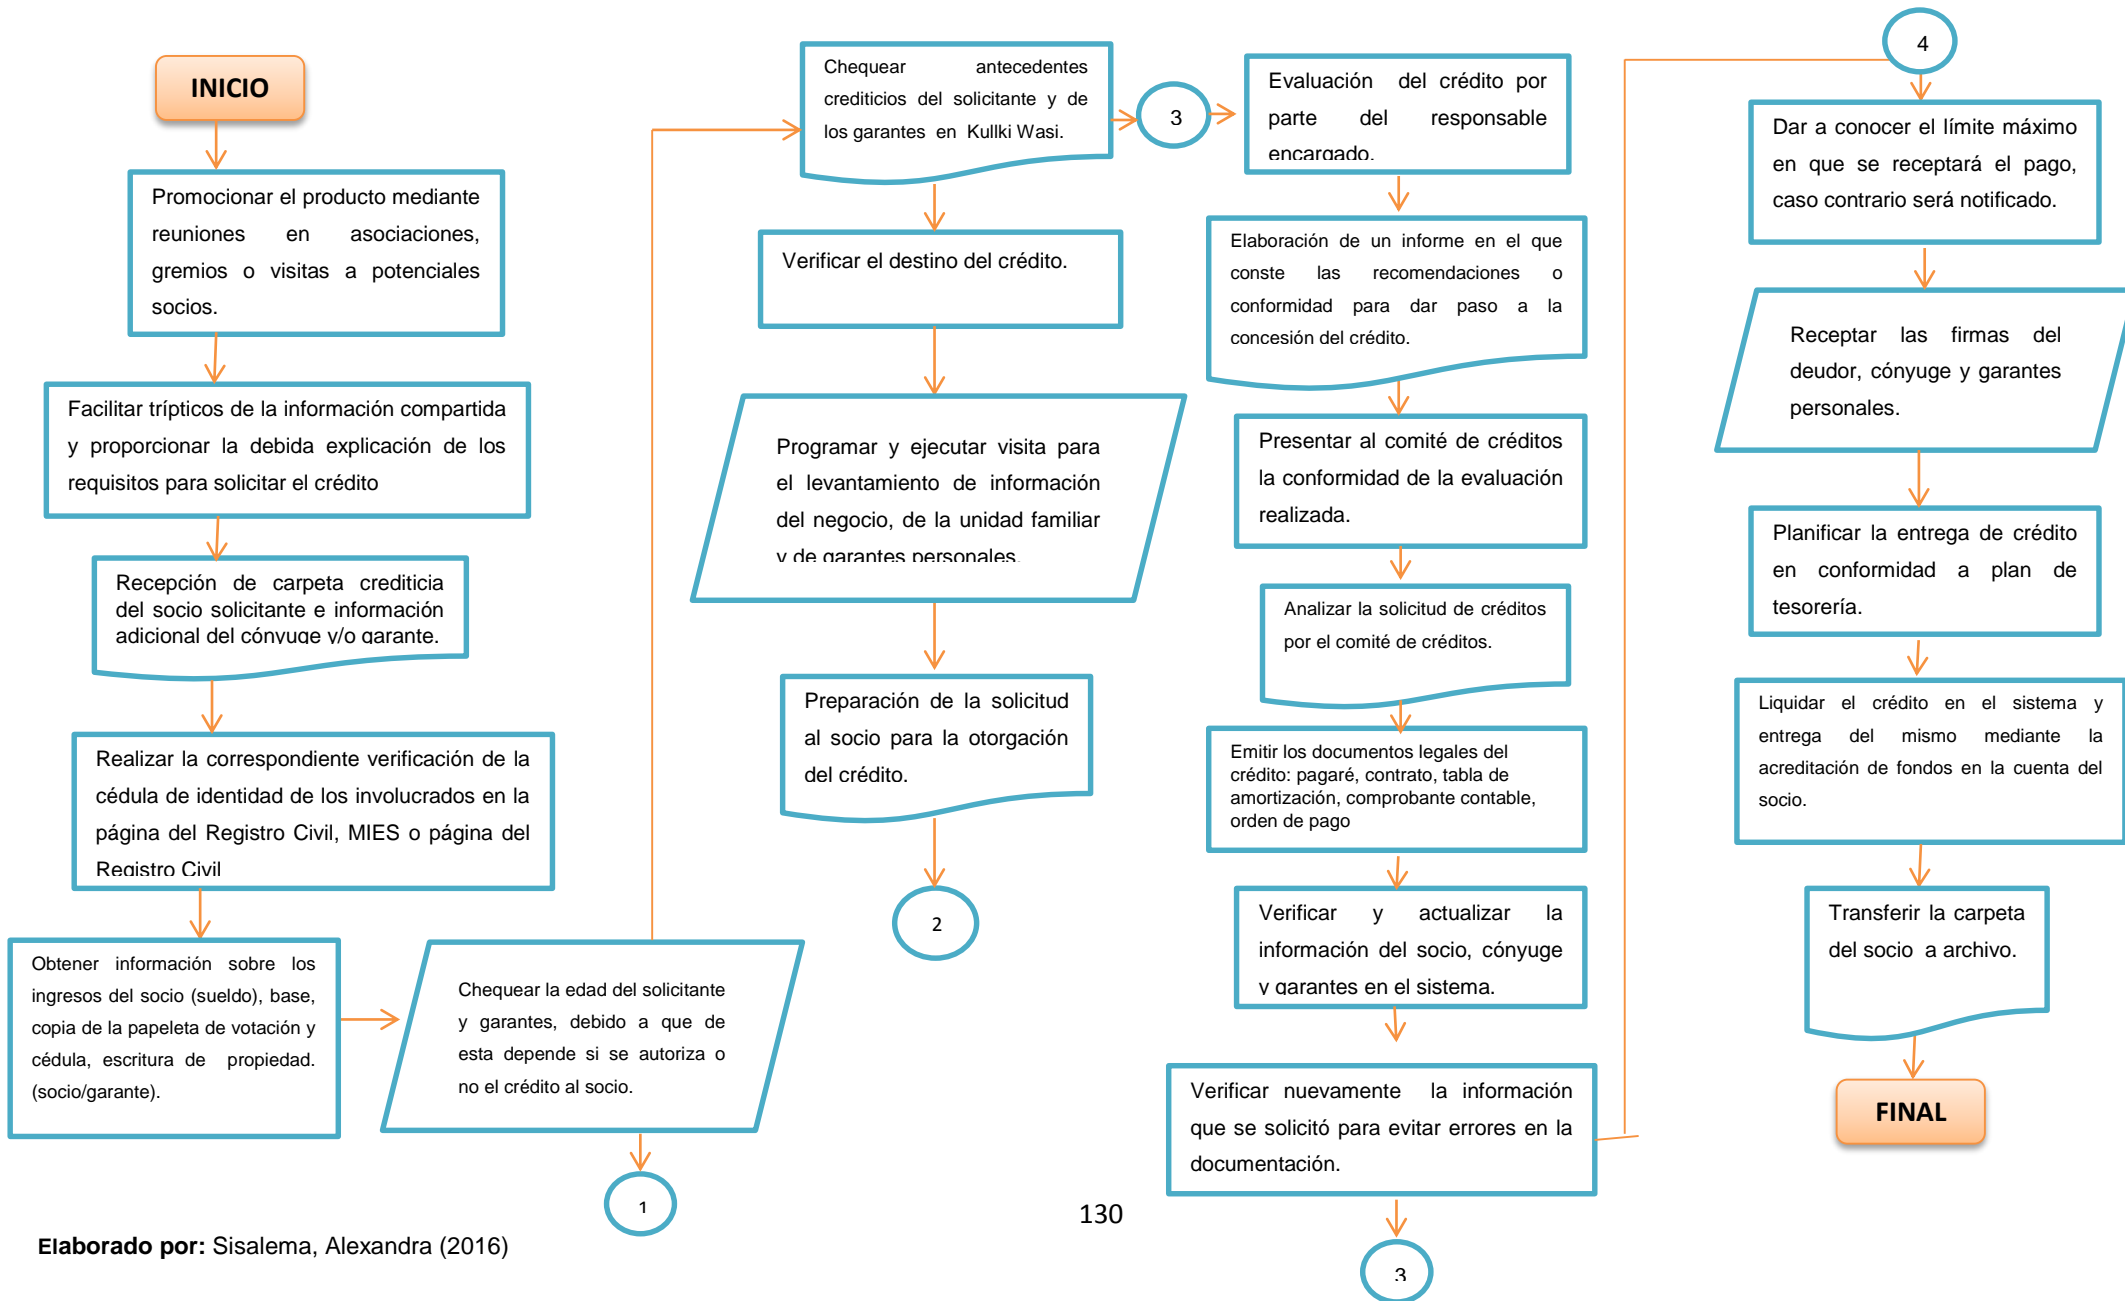 INICIO
Promocionar el producto mediante
reuniones en asociaciones,
gremios o visitas a potenciales
socios.
Facilitar trípticos de la información compartida
y proporcionar la debida explicación de los
requisitos para solicitar el crédito
Recepción de carpeta crediticia
del socio solicitante e información
adicional del cónyuge y/o garante.
Realizar la correspondiente verificación de la
cédula de identidad de los involucrados en la
página del Registro Civil, MIES o página del
Registro Civil
Obtener información sobre los
ingresos del socio (sueldo), base,
copia de la papeleta de votación y
cédula, escritura de propiedad.
(socio/garante).
Chequear la edad del solicitante
y garantes, debido a que de
esta depende si se autoriza o
no el crédito al socio.
1
Chequear antecedentes
crediticios del solicitante y de
los garantes en Kullki Wasi.
Verificar el destino del crédito.
Programar y ejecutar visita para
el levantamiento de información
del negocio, de la unidad familiar
y de garantes personales.
Preparación de la solicitud
al socio para la otorgación
del crédito.
2
3
Evaluación del crédito por
parte del responsable
encargado.
Elaboración de un informe en el que
conste las recomendaciones o
conformidad para dar paso a la
concesión del crédito.
Presentar al comité de créditos
la conformidad de la evaluación
realizada.
Analizar la solicitud de créditos
por el comité de créditos.
Emitir los documentos legales del
crédito: pagaré, contrato, tabla de
amortización, comprobante contable,
orden de pago
Verificar y actualizar la
información del socio, cónyuge
y garantes en el sistema.
Verificar nuevamente la información
que se solicitó para evitar errores en la
documentación.
3
4
Dar a conocer el límite máximo
en que se receptará el pago,
caso contrario será notificado.
Receptar las firmas del
deudor, cónyuge y garantes
personales.
Planificar la entrega de crédito
en conformidad a plan de
tesorería.
Liquidar el crédito en el sistema y
entrega del mismo mediante la
acreditación de fondos en la cuenta del
socio.
Transferir la carpeta
del socio a archivo.
FINAL
130
Elaborado por: Sisalema, Alexandra (2016)